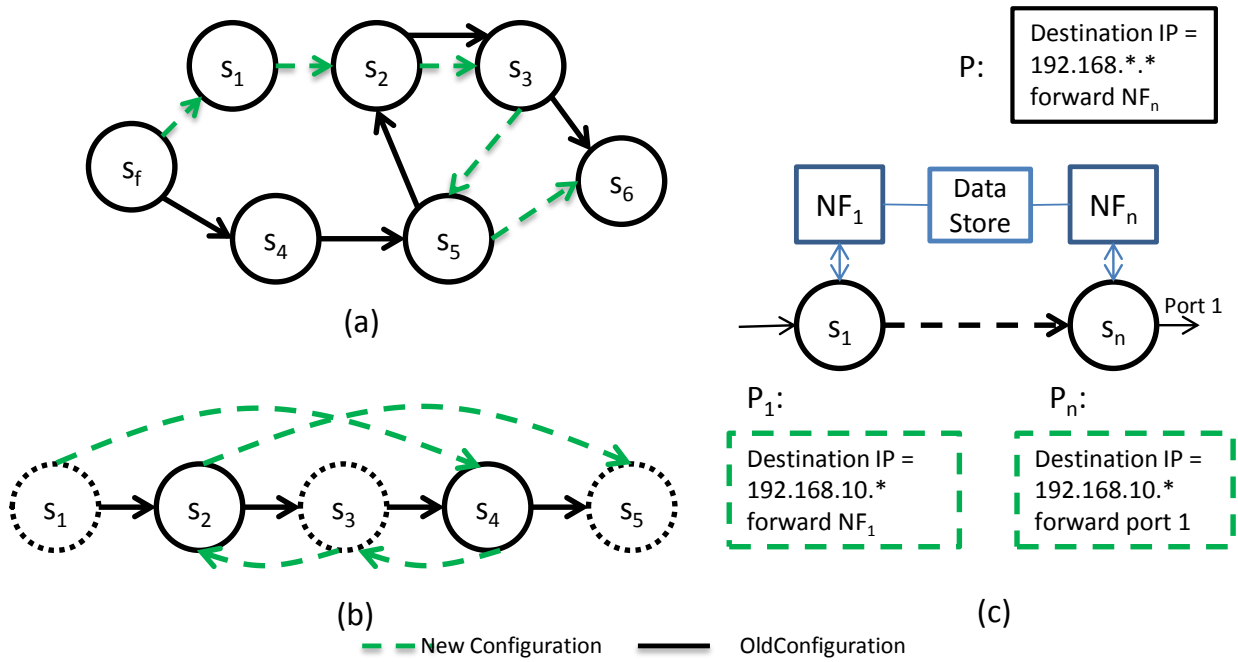 s1
s2
s3
sf
s4
s5
s6
(a)
s1
s2
s3
s4
s5
(b)
P:
Destination IP =
192.168.*.*
forward NFn
NF1
Data
Store
NFn
s1
sn
Port 1
P1:
Pn:
Destination IP =
192.168.10.*
forward NF1
Destination IP =
192.168.10.*
forward port 1
(c)
New Configuration
OldConfiguration